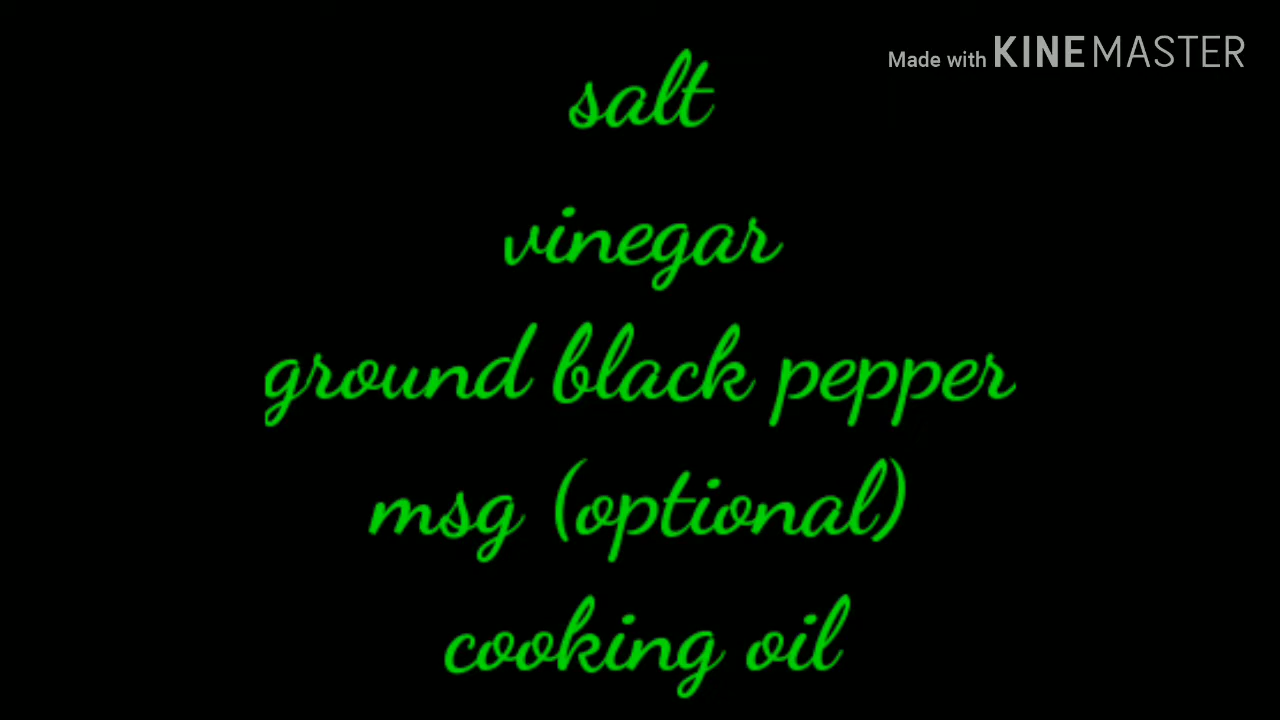 Made with KINEMASTER
salt
vinegar
ground black pepper
msg (optional)
cooking oil